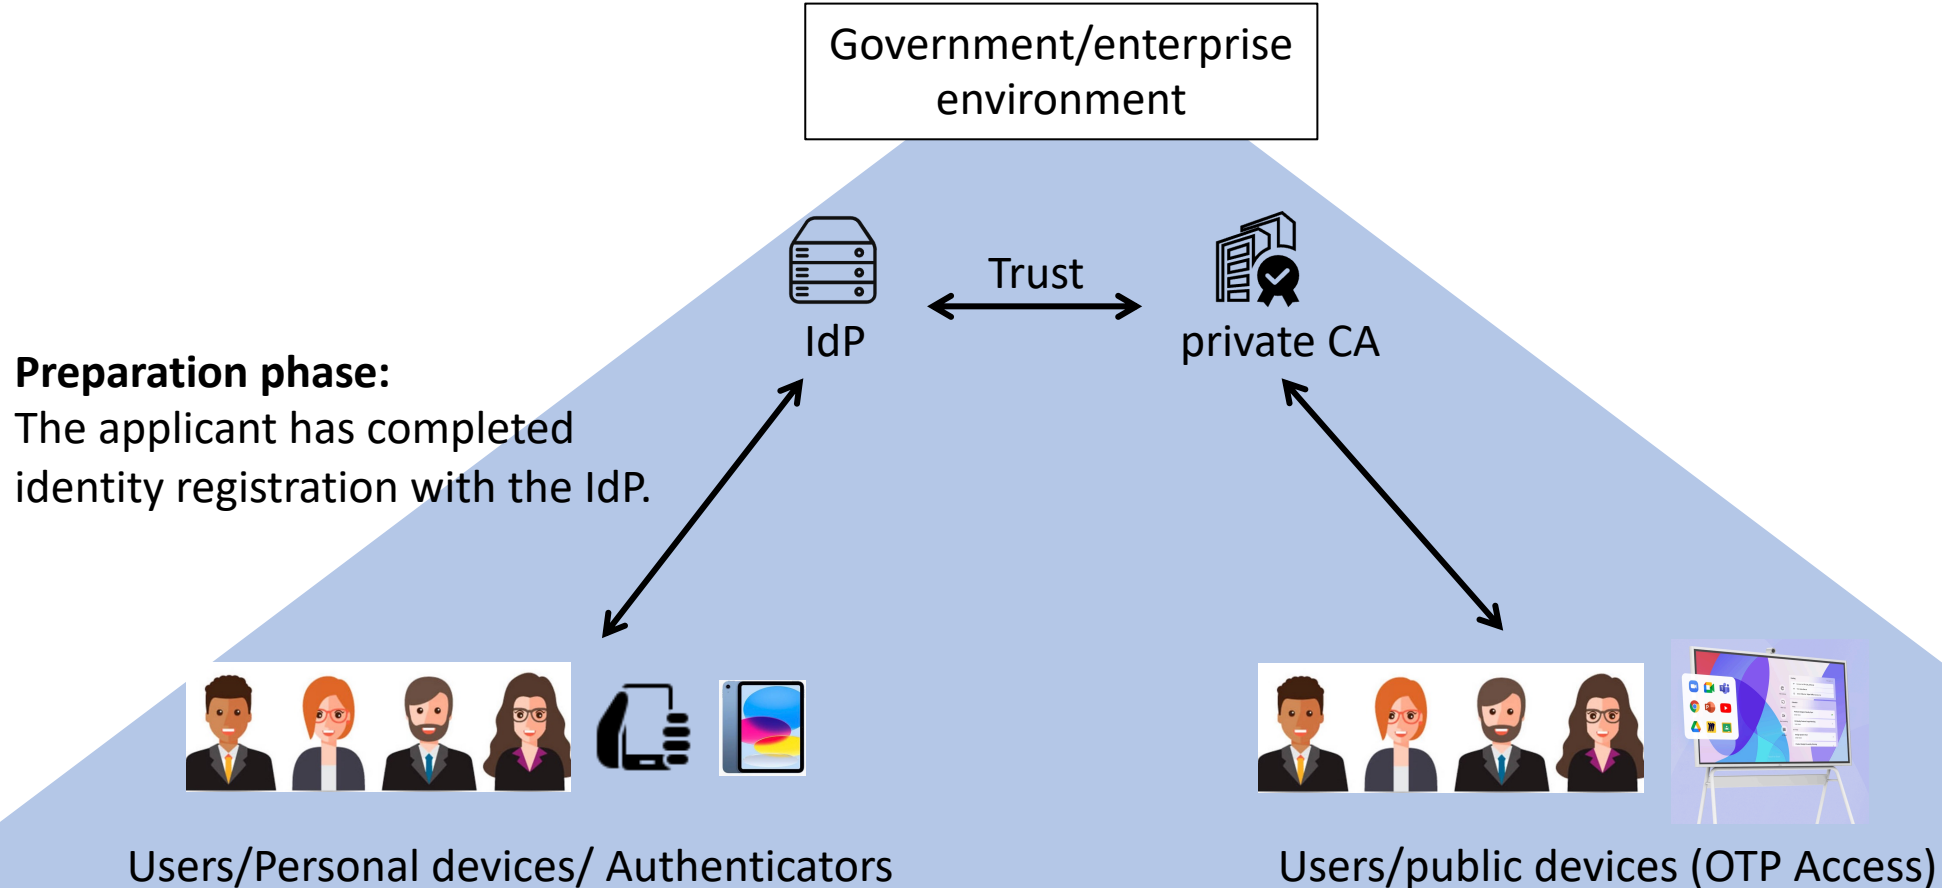 Government/enterprise
environment
Trust
IdP
private CA
Preparation phase:
The applicant has completed
identity registration with the IdP.
Users/Personal devices/ Authenticators
Users/public devices (OTP Access)